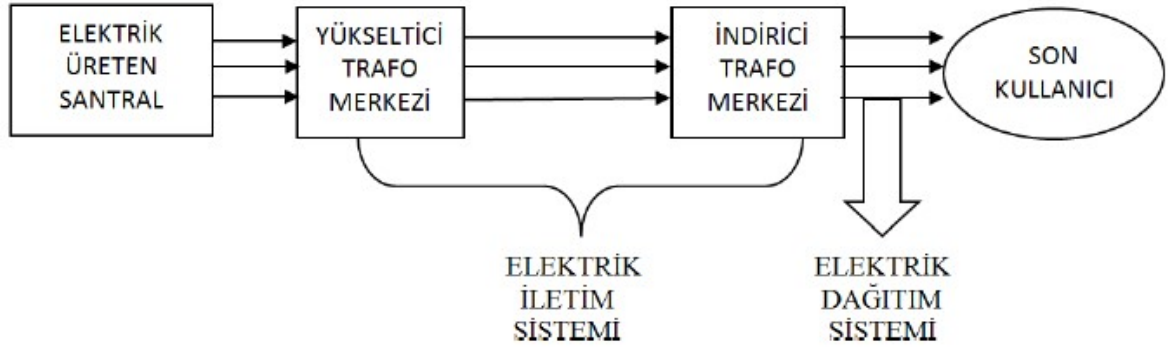 ELEKTRİK
ÜRETEN
SANTRAL
YÜKSELTİCİ
TRAFO
MERKEZİ
İNDİRİCİ
TRAFO
MERKEZİ
SON
KULLANICI
ELEKTRİK
İLETİM
SİSTEMİ
ELEKTRİK
DAĞITIM
SİSTEMİ